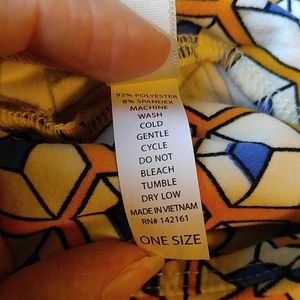 92% POLYESTER
8% SPANDEX
MACHINE
WASH
COLD
GENTLE
CYCLE
DO NOT
BLEACH
TUMBLE
DRY LOW
MADE IN VIETNAM
RN# 142161
ONE SIZE